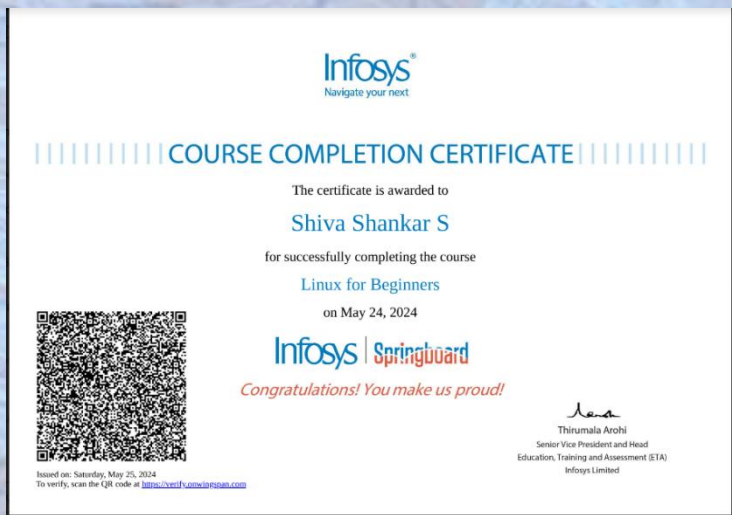 Infosys®
Navigate your next
COURSE COMPLETION CERTIFICATE
The certificate is awarded to
Shiva Shankar S
for successfully completing the course
Linux for Beginners
on May 24, 2024
Infosys | Springboard
Congratulations! You make us proud!
Thirumala Arohi
Senior Vice President and Head
Education, Training and Assessment (ETA)
Infosys Limited
Issued on: Saturday, May 25, 2024
To verify, scan the QR code at https://verify.onwingspan.com